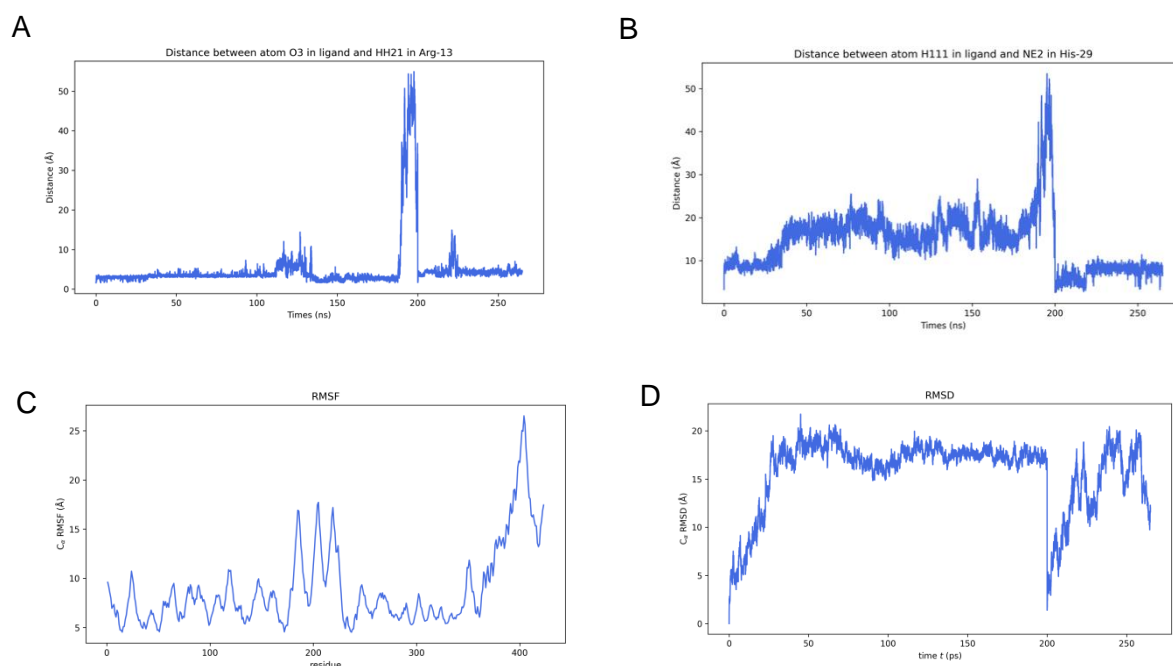 A
Distance between atom O3 in ligand and HH21 in Arg-13
Distance (Å)
50
40
30
20
10
0
0 50 100 150 200 250
Times (ns)
B
Distance between atom H111 in ligand and NE2 in His-29
Distance (Å)
50
40
30
20
10
0 50 100 150 200 250
Times (ns)
C
RMSF
Cα RMSF (Å)
25
20
15
10
5
0 100 200 300 400
residue
D
RMSD
Cα RMSD (Å)
20
15
10
5
0
0 50 100 150 200 250
time t (ps)